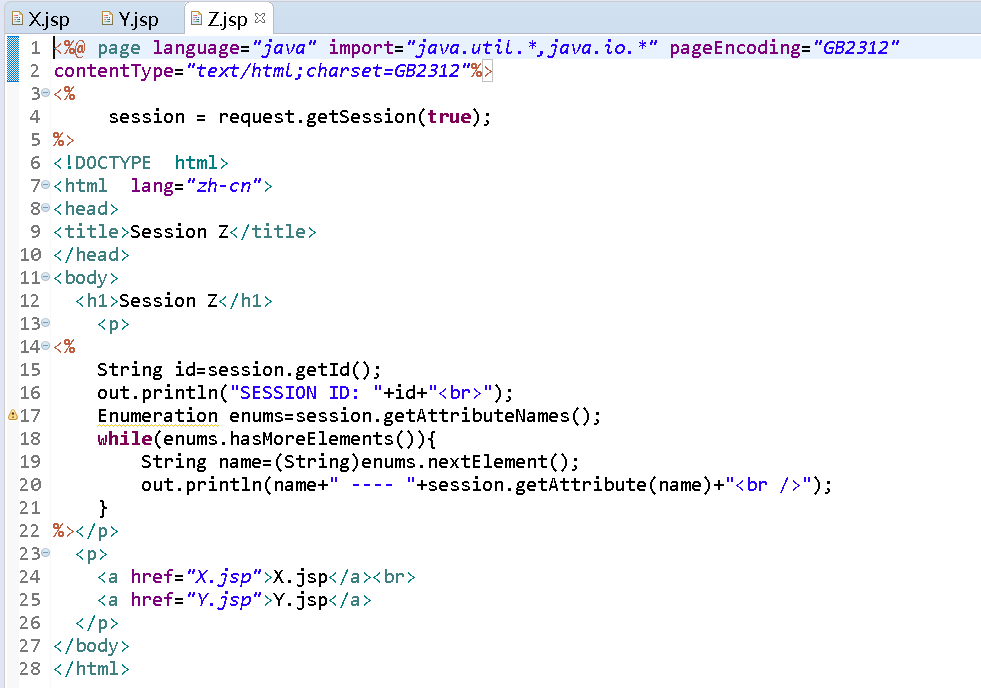 X.jsp Y.jsp Z.jsp
1 <%@ page language="java" import="java.util.*,java.io.*" pageEncoding="GB2312"
2 contentType="text/html;charset=GB2312"%>
3 <%
4      session = request.getSession(true);
5 %>
6 <!DOCTYPE  html>
7 <html  lang="zh-cn">
8 <head>
9 <title>Session Z</title>
10 </head>
11 <body>
12   <h1>Session Z</h1>
13     <p>
14 <%
15     String id=session.getId();
16     out.println("SESSION ID: "+id+"<br>");
17     Enumeration enums=session.getAttributeNames();
18     while(enums.hasMoreElements()){
19         String name=(String)enums.nextElement();
20         out.println(name+" ---- "+session.getAttribute(name)+"<br />");
21     }
22 %></p>
23   <p>
24     <a href="X.jsp">X.jsp</a><br>
25     <a href="Y.jsp">Y.jsp</a>
26   </p>
27 </body>
28 </html>